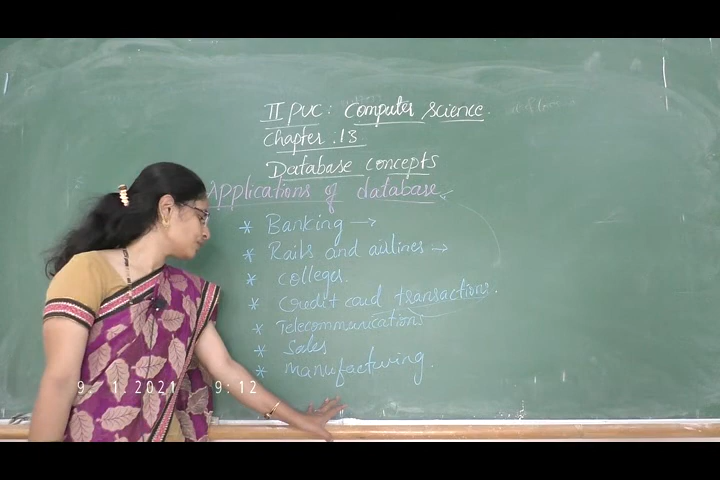 II PUC: Computer Science.
Chapter: 13
Database concepts
Applications of database
* Banking →
* Rails and airlines →
* Colleges.
* Credit card transactions.
* Telecommunications
* Sales
* Manufacturing.
9 1 2021 9:12